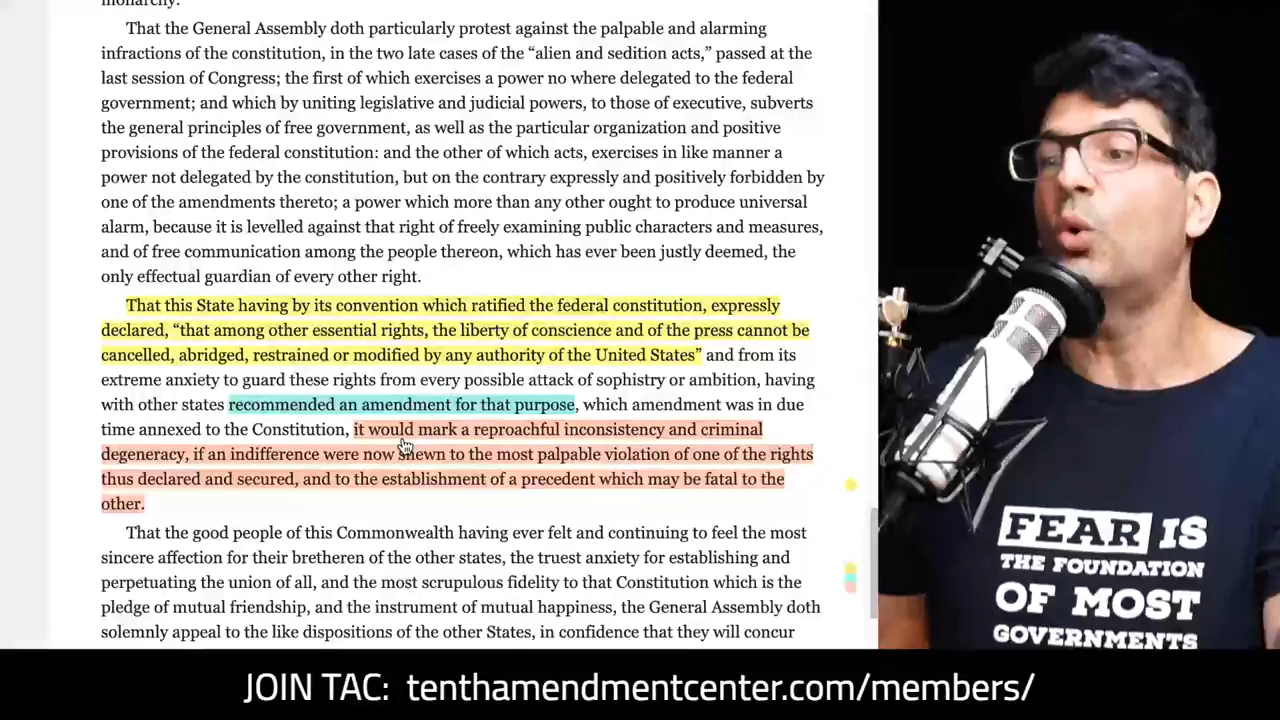 monarchy.
That the General Assembly doth particularly protest against the palpable and alarming
infractions of the constitution, in the two late cases of the “alien and sedition acts,” passed at the
last session of Congress; the first of which exercises a power no where delegated to the federal
government; and which by uniting legislative and judicial powers, to those of executive, subverts
the general principles of free government, as well as the particular organization and positive
provisions of the federal constitution: and the other of which acts, exercises in like manner a
power not delegated by the constitution, but on the contrary expressly and positively forbidden by
one of the amendments thereto; a power which more than any other ought to produce universal
alarm, because it is levelled against that right of freely examining public characters and measures,
and of free communication among the people thereon, which has ever been justly deemed, the
only effectual guardian of every other right.
That this State having by its convention which ratified the federal constitution, expressly
declared, “that among other essential rights, the liberty of conscience and of the press cannot be
cancelled, abridged, restrained or modified by any authority of the United States” and from its
extreme anxiety to guard these rights from every possible attack of sophistry or ambition, having
with other states recommended an amendment for that purpose, which amendment was in due
time annexed to the Constitution, it would mark a reproachful inconsistency and criminal
degeneracy, if an indifference were now shewn to the most palpable violation of one of the rights
thus declared and secured, and to the establishment of a precedent which may be fatal to the
other.
That the good people of this Commonwealth having ever felt and continuing to feel the most
sincere affection for their bretheren of the other states, the truest anxiety for establishing and
perpetuating the union of all, and the most scrupulous fidelity to that Constitution which is the
pledge of mutual friendship, and the instrument of mutual happiness, the General Assembly doth
solemnly appeal to the like dispositions of the other States, in confidence that they will concur
FEAR IS
THE FOUNDATION
OF MOST
GOVERNMENTS
JOIN TAC: tenthamendmentcenter.com/members/